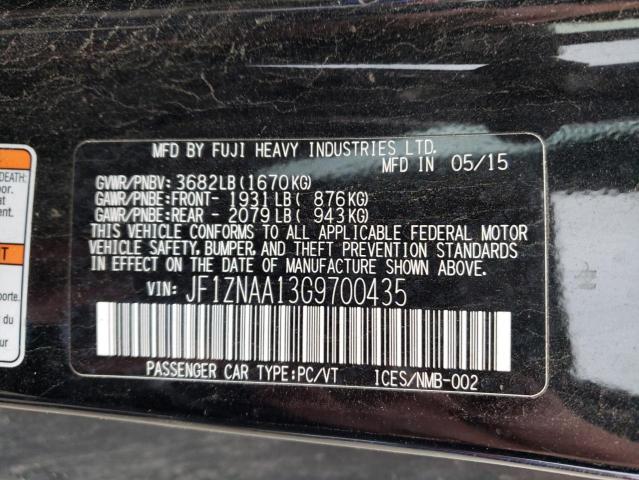 MFD BY FUJI HEAVY INDUSTRIES LTD.
MFD IN 05/15
GVWR/PNBV: 3682LB(1670KG)
GAWR/PNBE:FRONT- 1931LB( 876KG)
GAWR/PNBE:REAR - 2079LB( 943KG)
THIS VEHICLE CONFORMS TO ALL APPLICABLE FEDERAL MOTOR
VEHICLE SAFETY, BUMPER, AND THEFT PREVENTION STANDARDS
IN EFFECT ON THE DATE OF MANUFACTURE SHOWN ABOVE.
VIN: JF1ZNAA13G9700435
PASSENGER CAR TYPE:PC/VT ICES/NMB-002